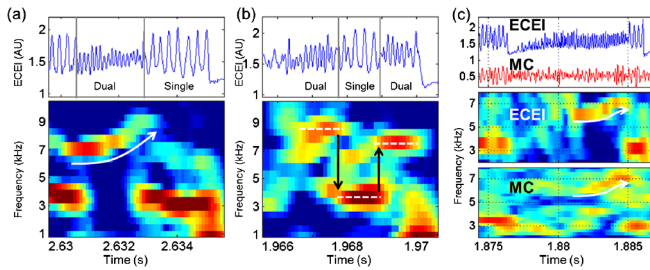 (a)
ECEI (AU)
2
1.5
1
Dual
Single
Frequency (kHz)
9
7
5
3
1
2.63
2.632
2.634
Time (s)
(b)
ECEI (AU)
2
1.5
1
Dual
Single
Dual
Frequency (kHz)
9
7
5
3
1
1.966
1.968
1.97
Time (s)
(c)
ECEI
2
1.5
MC
0.5
ECEI
7
5
3
MC
Frequency (kHz)
7
5
3
1
1.875
1.88
1.885
Time (s)